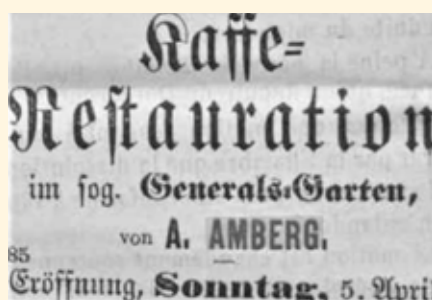 Kaffe=
Restauration
im sog. Generals-Garten,
von A. AMBERG.
85
Eröffnung, Sonntag, 5. April